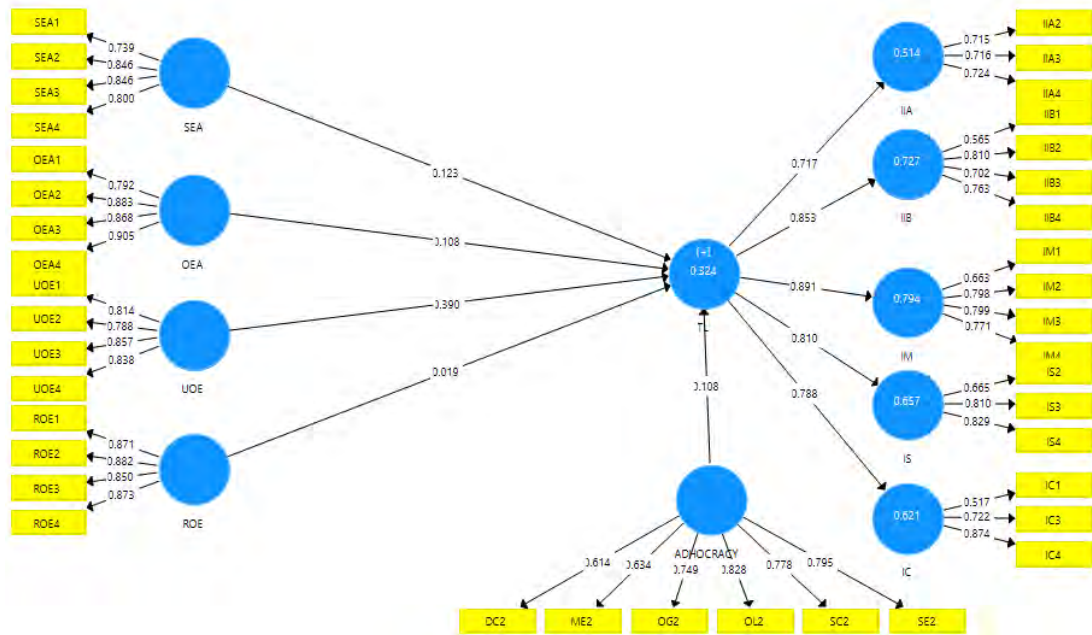 SEA1
SEA2
SEA3
SEA4
0.739
0.846
0.846
0.800
SEA
OEA1
OEA2
OEA3
OEA4
0.792
0.883
0.868
0.905
OEA
UOE1
UOE2
UOE3
UOE4
0.814
0.788
0.857
0.838
UOE
ROE1
ROE2
ROE3
ROE4
0.871
0.882
0.850
0.873
ROE
0.123
0.108
0.390
0.019
[+]
0.324
TL
0.108
ADHOCRACY
0.614
0.634
0.749
0.828
0.778
0.795
DC2
ME2
OG2
OL2
SC2
SE2
0.717
0.853
0.891
0.810
0.788
0.514
IIA
0.715
0.716
0.724
IIA2
IIA3
IIA4
0.727
IIB
0.565
0.810
0.702
0.763
IIB1
IIB2
IIB3
IIB4
0.794
IM
0.663
0.798
0.799
0.771
IM1
IM2
IM3
IM4
0.657
IS
0.665
0.810
0.829
IS2
IS3
IS4
0.621
IC
0.517
0.722
0.874
IC1
IC3
IC4